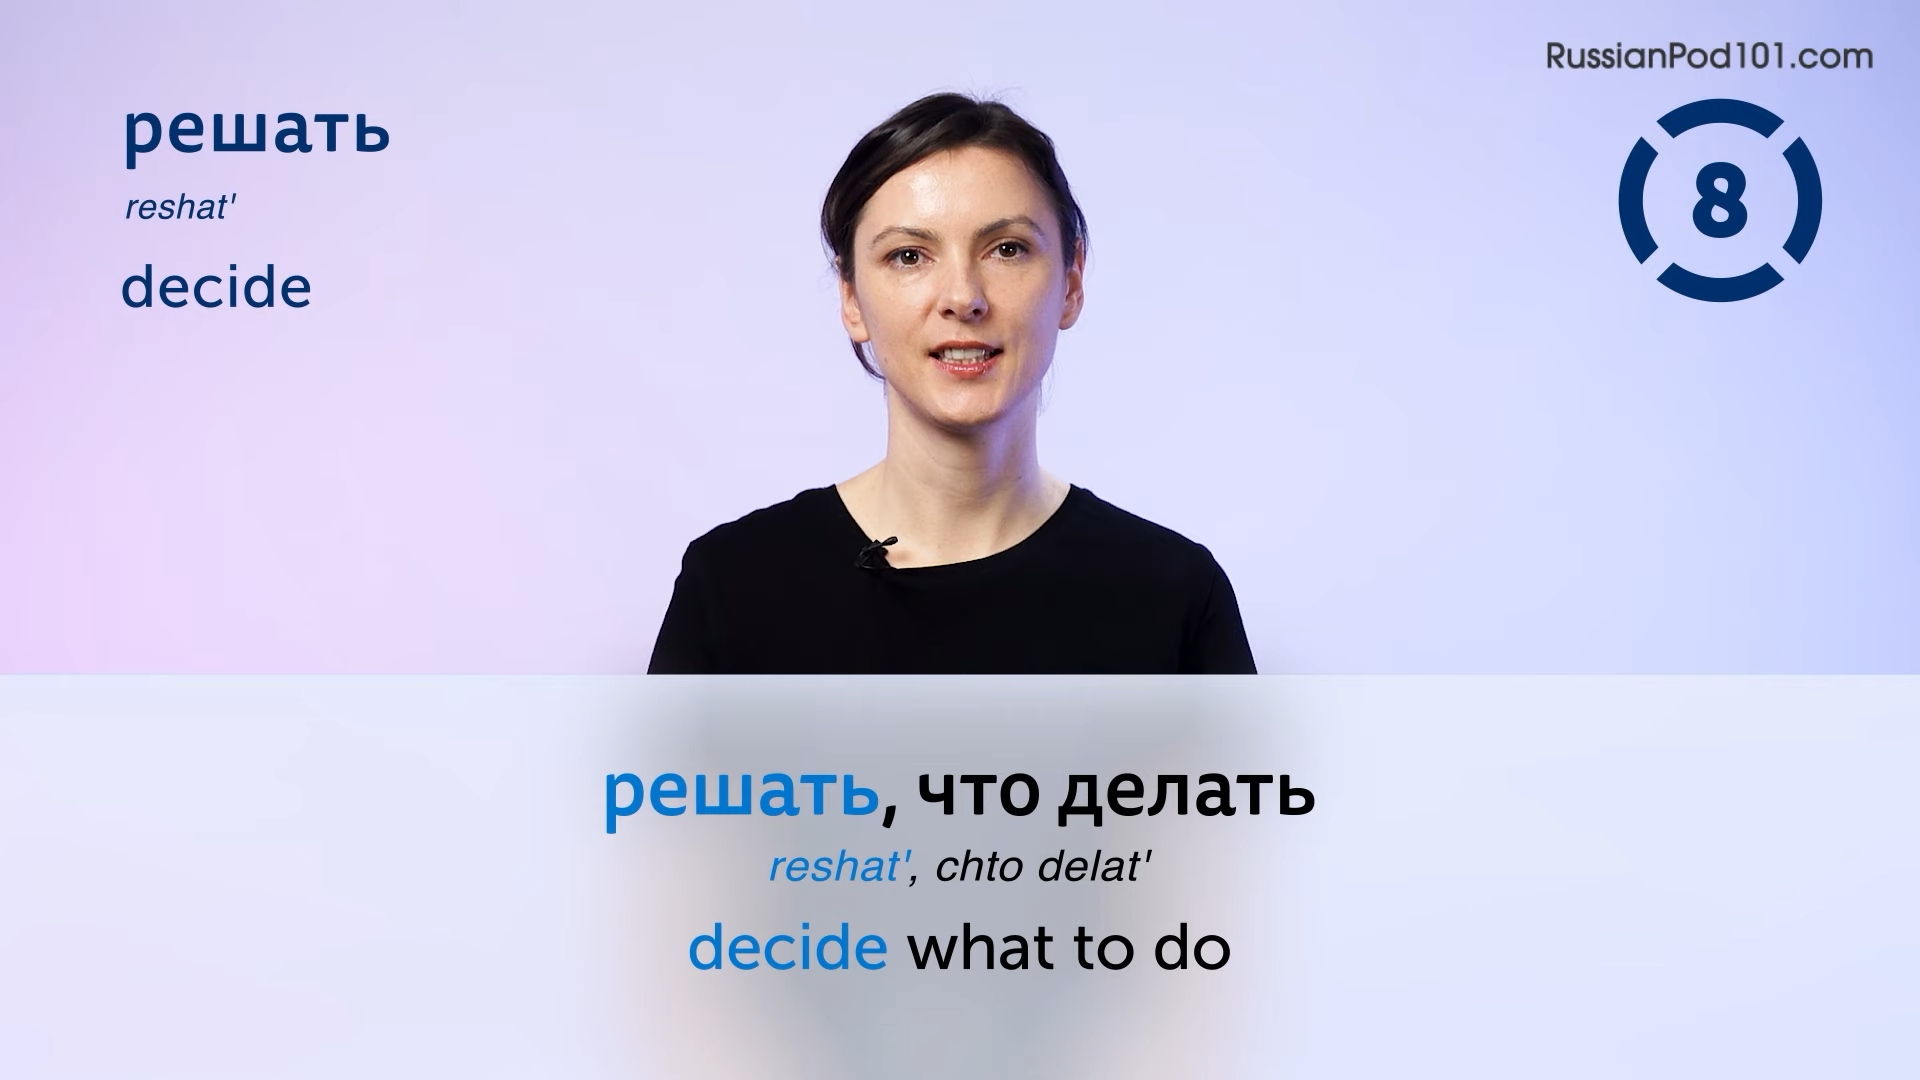 RussianPod101.com
решать
reshat'
decide
8
решать, что делать
reshat', chto delat'
decide what to do